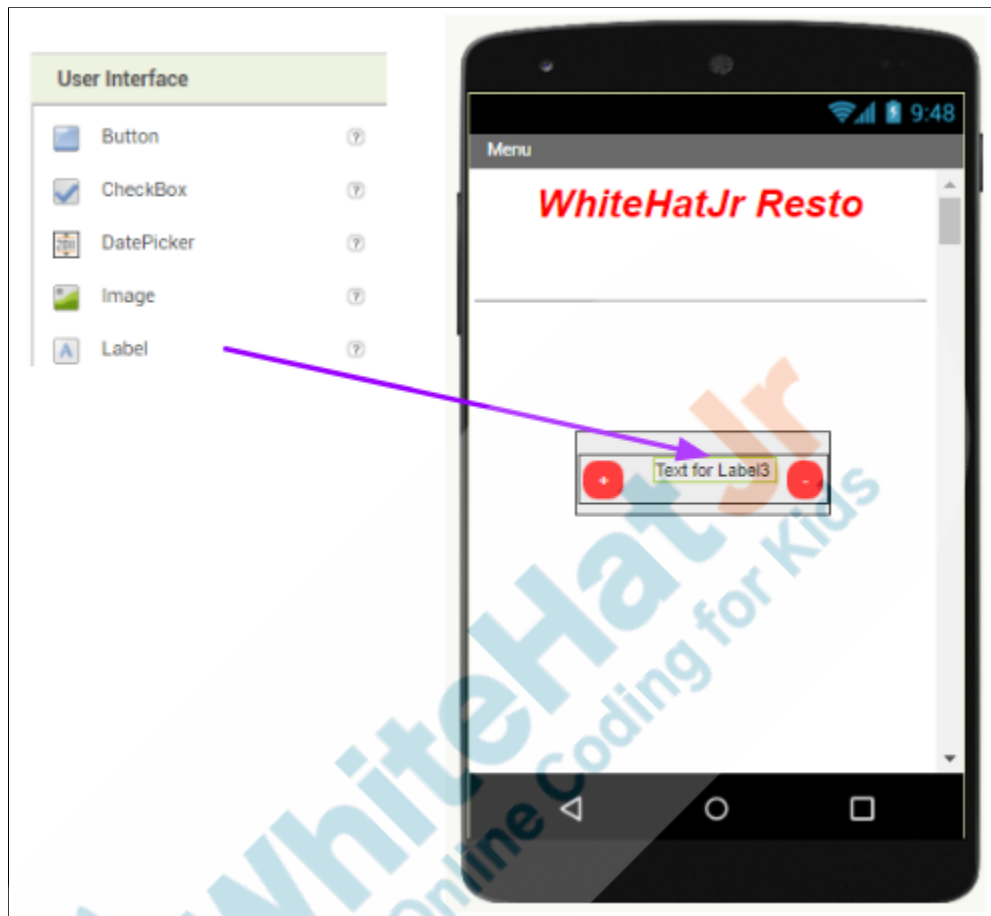 User Interface
Button ?
CheckBox ?
DatePicker ?
Image ?
Label ?
9:48
Menu
WhiteHatJr Resto
+ Text for Label3 -
WhiteHat Jr
Online Coding for Kids